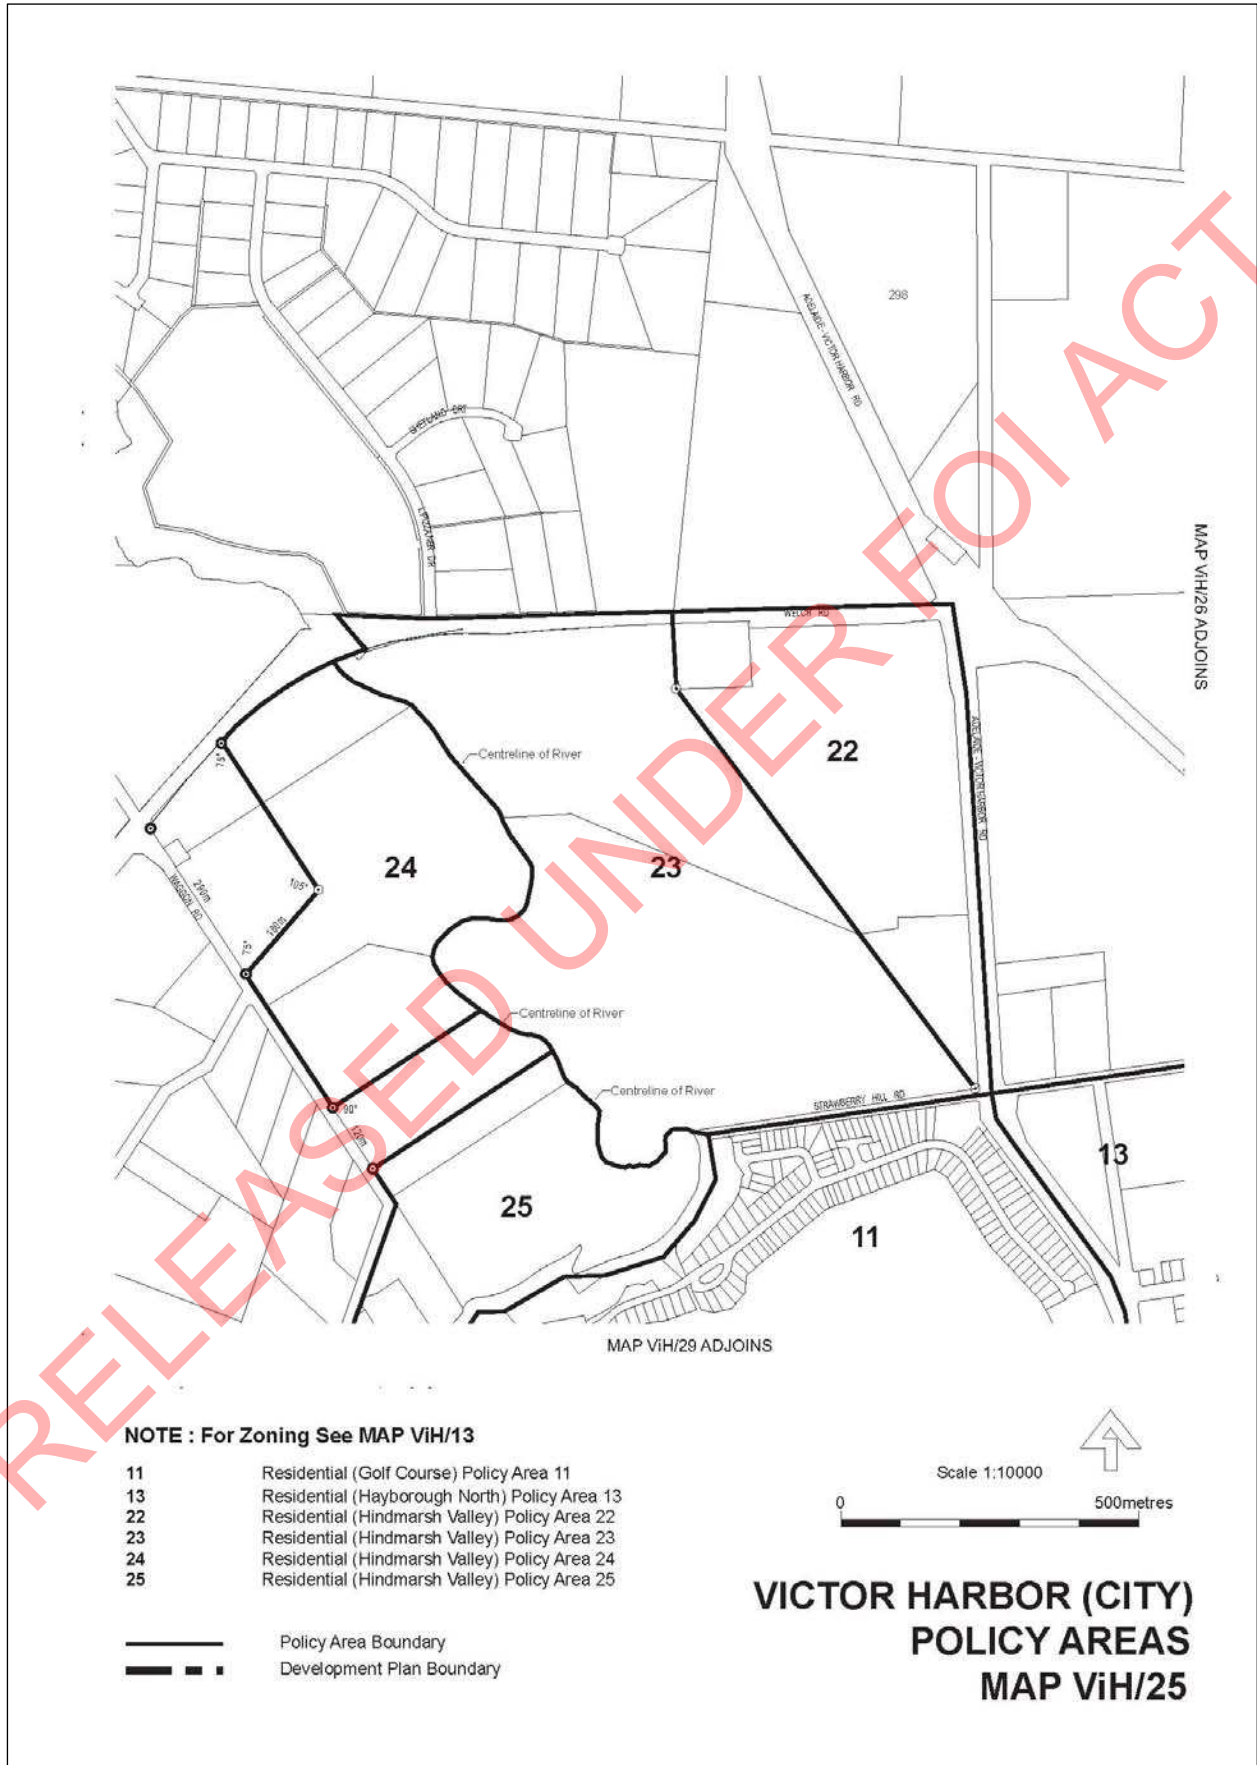 298
ADELAIDE - VICTOR HARBOR RD
SHETLAND DRI
LIPIZZANER DR
MAP ViH/26 ADJOINS
WELCH RD
22
ADELAIDE - VICTOR HARBOR RD
Centreline of River
75°
24
23
105°
290m
WAGGON RD
180m
75°
Centreline of River
Centreline of River
90°
120m
STRAWBERRY HILL RD
13
25
11
MAP ViH/29 ADJOINS
RELEASED UNDER FOI ACT
NOTE : For Zoning See MAP ViH/13
11 Residential (Golf Course) Policy Area 11
13 Residential (Hayborough North) Policy Area 13
22 Residential (Hindmarsh Valley) Policy Area 22
23 Residential (Hindmarsh Valley) Policy Area 23
24 Residential (Hindmarsh Valley) Policy Area 24
25 Residential (Hindmarsh Valley) Policy Area 25
Policy Area Boundary
Development Plan Boundary
Scale 1:10000
0 500metres
VICTOR HARBOR (CITY)
POLICY AREAS
MAP ViH/25